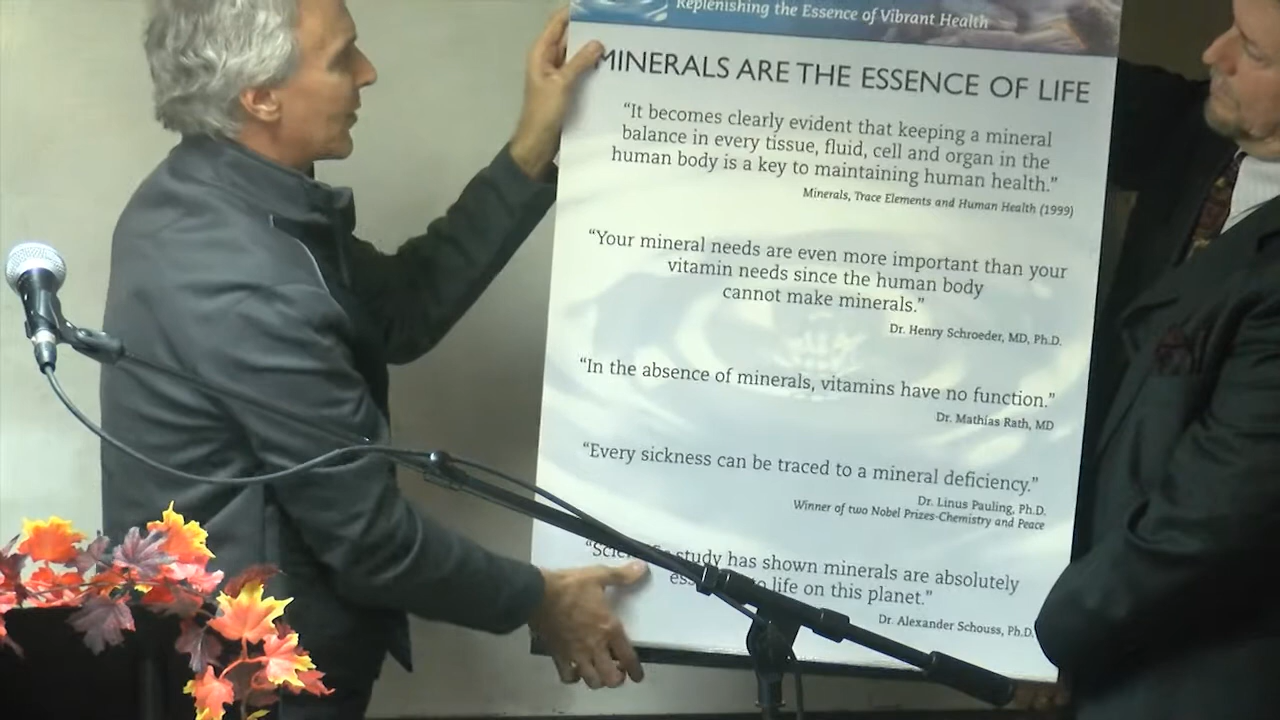 Replenishing the Essence of Vibrant Health
MINERALS ARE THE ESSENCE OF LIFE
“It becomes clearly evident that keeping a mineral
balance in every tissue, fluid, cell and organ in the
human body is a key to maintaining human health.”
Minerals, Trace Elements and Human Health (1999)
“Your mineral needs are even more important than your
vitamin needs since the human body
cannot make minerals.”
Dr. Henry Schroeder, MD, Ph.D.
“In the absence of minerals, vitamins have no function.”
Dr. Mathias Rath, MD
“Every sickness can be traced to a mineral deficiency.”
Dr. Linus Pauling, Ph.D.
Winner of two Nobel Prizes-Chemistry and Peace
study has shown minerals are absolutely
life on this planet.”
Dr. Alexander Schouss, Ph.D.